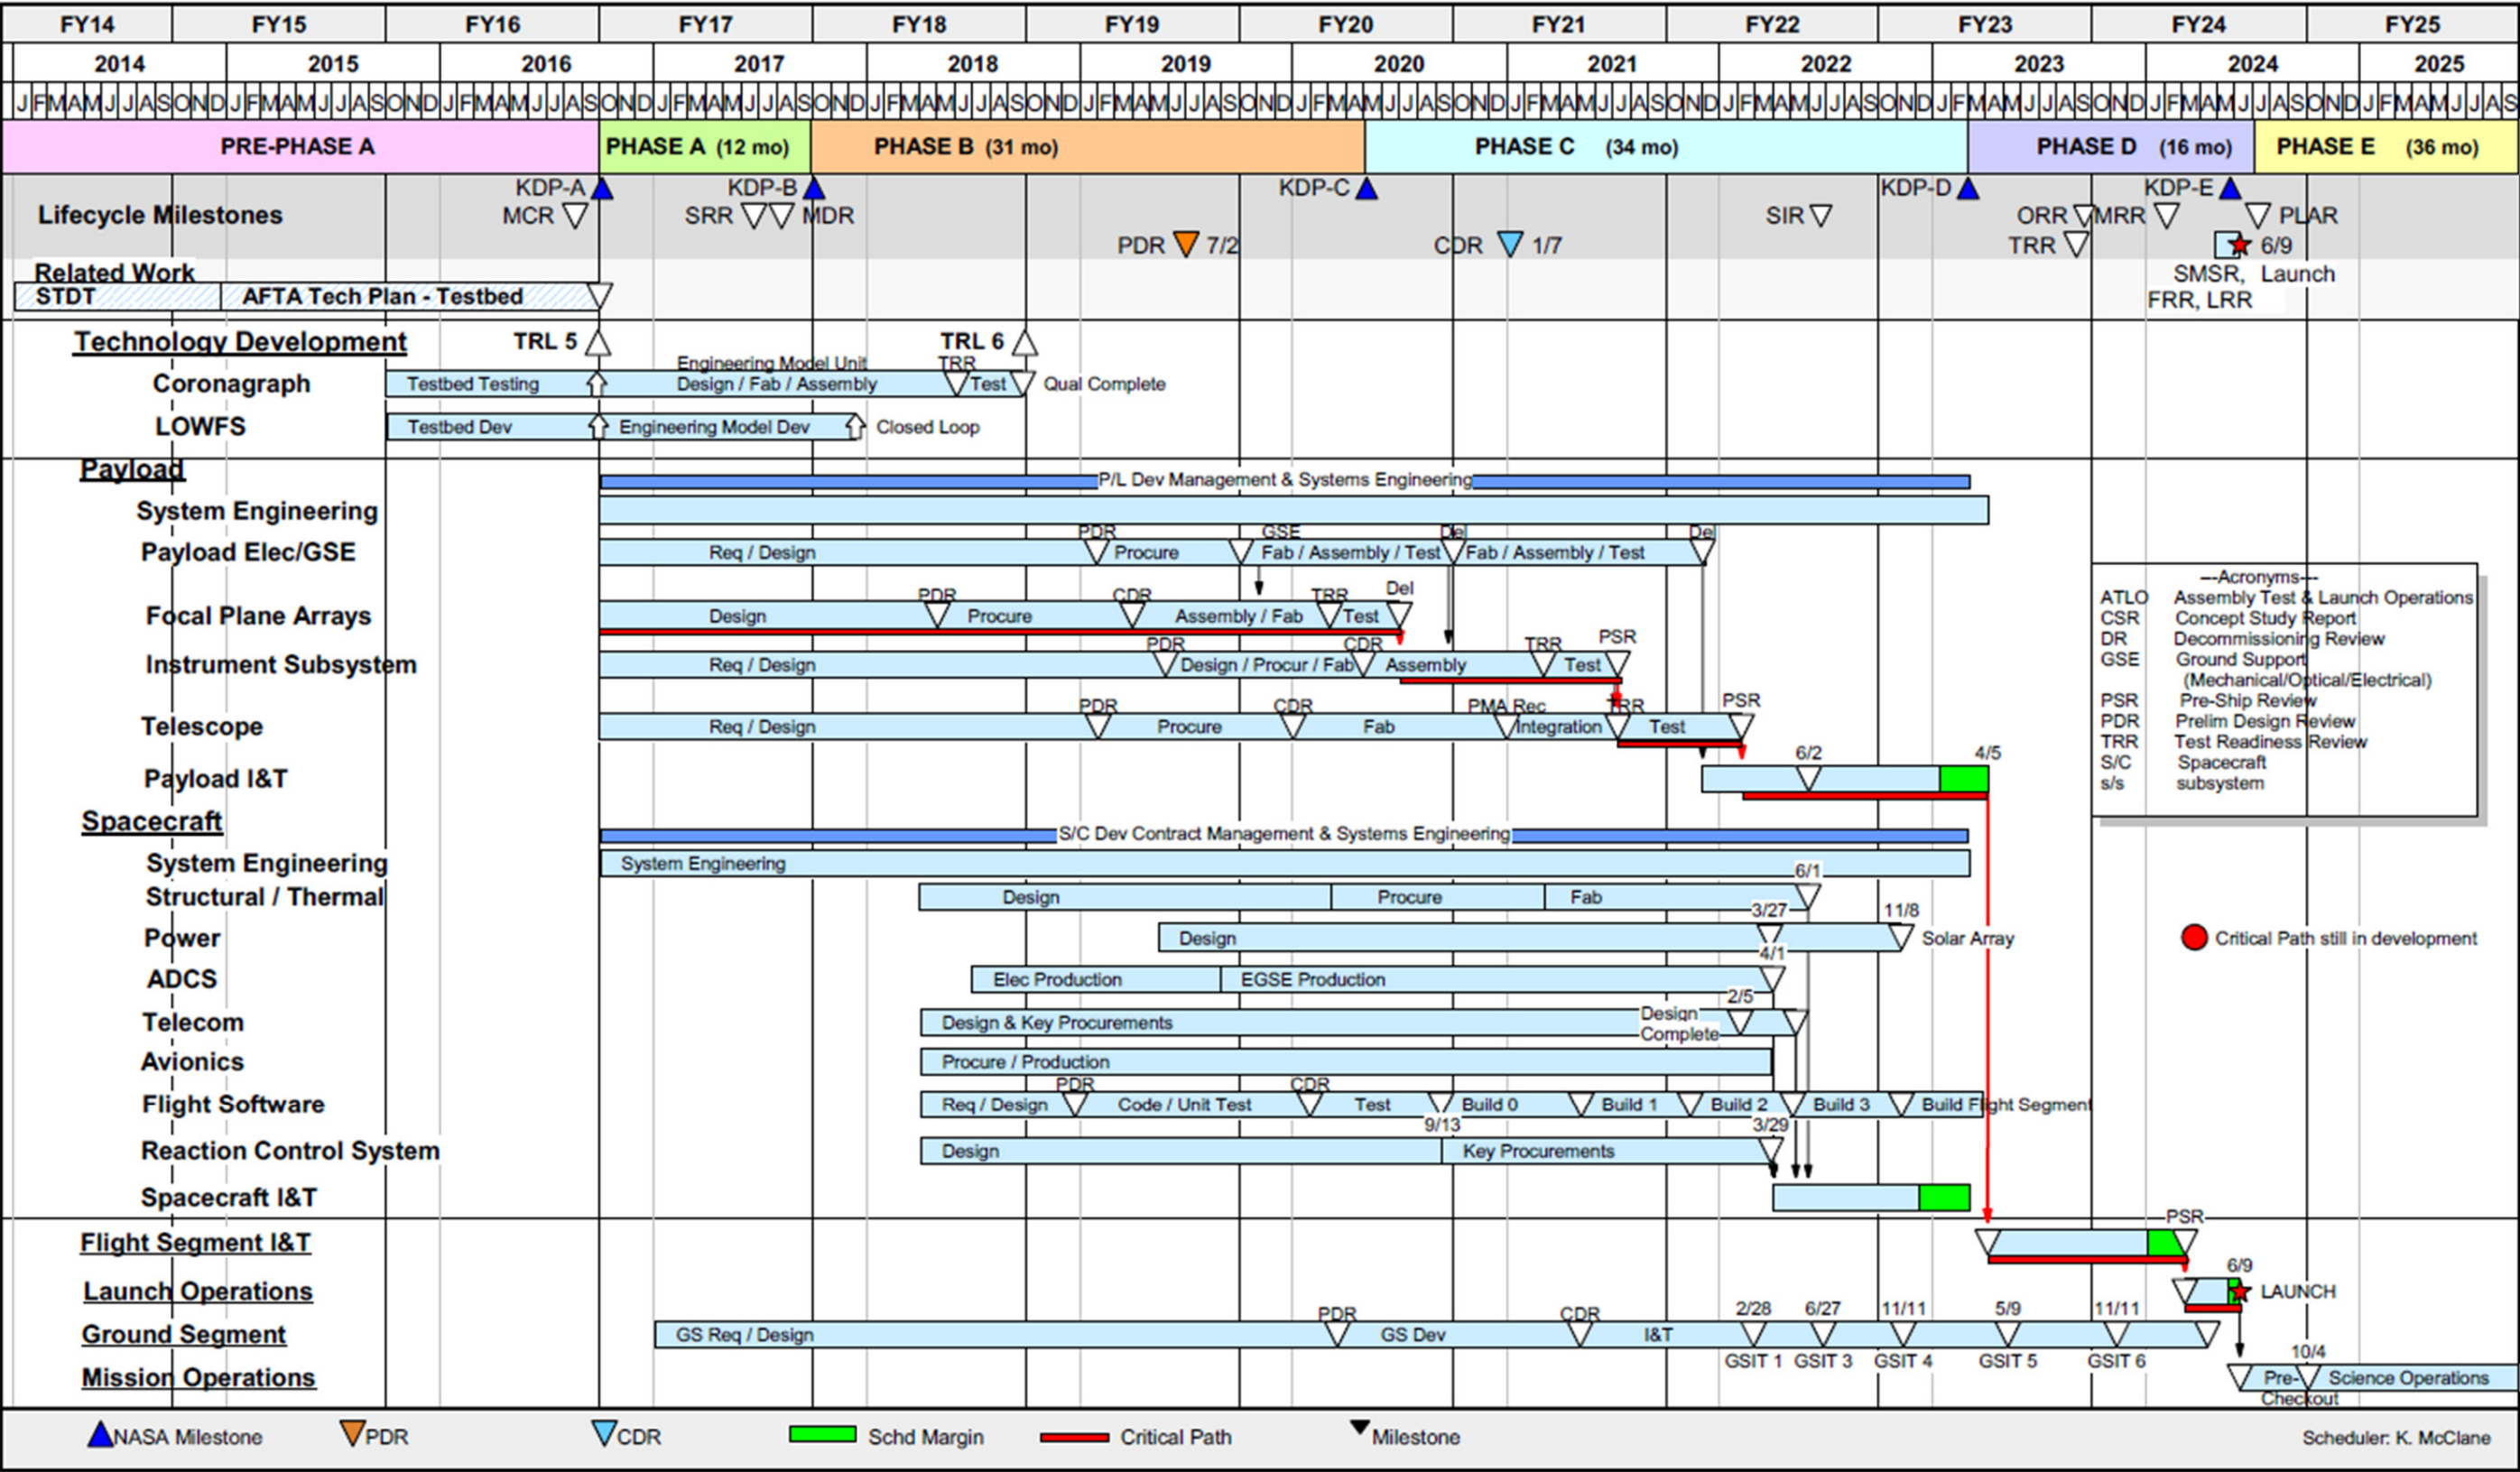 FY14 FY15 FY16 FY17 FY18 FY19 FY20 FY21 FY22 FY23 FY24 FY25
2014 2015 2016 2017 2018 2019 2020 2021 2022 2023 2024 2025
J F M A M J J A S O N D J F M A M J J A S O N D J F M A M J J A S O N D J F M A M J J A S O N D J F M A M J J A S O N D J F M A M J J A S O N D J F M A M J J A S O N D J F M A M J J A S O N D J F M A M J J A S O N D J F M A M J J A S O N D J F M A M J J A S O N D J F M A M J J A S
PRE-PHASE A PHASE A (12 mo) PHASE B (31 mo) PHASE C (34 mo) PHASE D (16 mo) PHASE E (36 mo)
KDP-A KDP-B KDP-C KDP-D KDP-E
Lifecycle Milestones MCR SRR MDR SIR ORR MRR PLAR
PDR 7/2 CDR 1/7 TRR 6/9
Related Work SMSR, Launch
STDT AFTA Tech Plan - Testbed FRR, LRR
Technology Development TRL 5 TRL 6
Engineering Model Unit TRR
Coronagraph Testbed Testing Design / Fab / Assembly Test Qual Complete
LOWFS Testbed Dev Engineering Model Dev Closed Loop
Payload
P/L Dev Management & Systems Engineering
System Engineering
PDR GSE Del Del
Payload Elec/GSE Req / Design Procure Fab / Assembly / Test Fab / Assembly / Test
PDR CDR TRR Del
Focal Plane Arrays Design Procure Assembly / Fab Test
PDR CDR TRR PSR
Instrument Subsystem Req / Design Design / Procur / Fab Assembly Test
PDR CDR PMA Rec TRR PSR
Telescope Req / Design Procure Fab Integration Test
6/2 4/5
Payload I&T
---Acronyms---
ATLO Assembly Test & Launch Operations
CSR Concept Study Report
DR Decommissioning Review
GSE Ground Support
(Mechanical/Optical/Electrical)
PSR Pre-Ship Review
PDR Prelim Design Review
TRR Test Readiness Review
S/C Spacecraft
s/s subsystem
Spacecraft
S/C Dev Contract Management & Systems Engineering
System Engineering System Engineering
6/1
Structural / Thermal Design Procure Fab
3/27 11/8
Power Design Solar Array
Critical Path still in development
4/1
ADCS Elec Production EGSE Production
2/5
Telecom Design & Key Procurements Design
Complete
Avionics Procure / Production
PDR CDR
Flight Software Req / Design Code / Unit Test Test Build 0 Build 1 Build 2 Build 3 Build Flight Segment
9/13 3/29
Reaction Control System Design Key Procurements
Spacecraft I&T
PSR
Flight Segment I&T
6/9
Launch Operations LAUNCH
PDR CDR 2/28 6/27 11/11 5/9 11/11
Ground Segment GS Req / Design GS Dev I&T
GSIT 1 GSIT 3 GSIT 4 GSIT 5 GSIT 6
10/4
Mission Operations Pre- Science Operations
Checkout
NASA Milestone PDR CDR Schd Margin Critical Path Milestone Scheduler: K. McClane